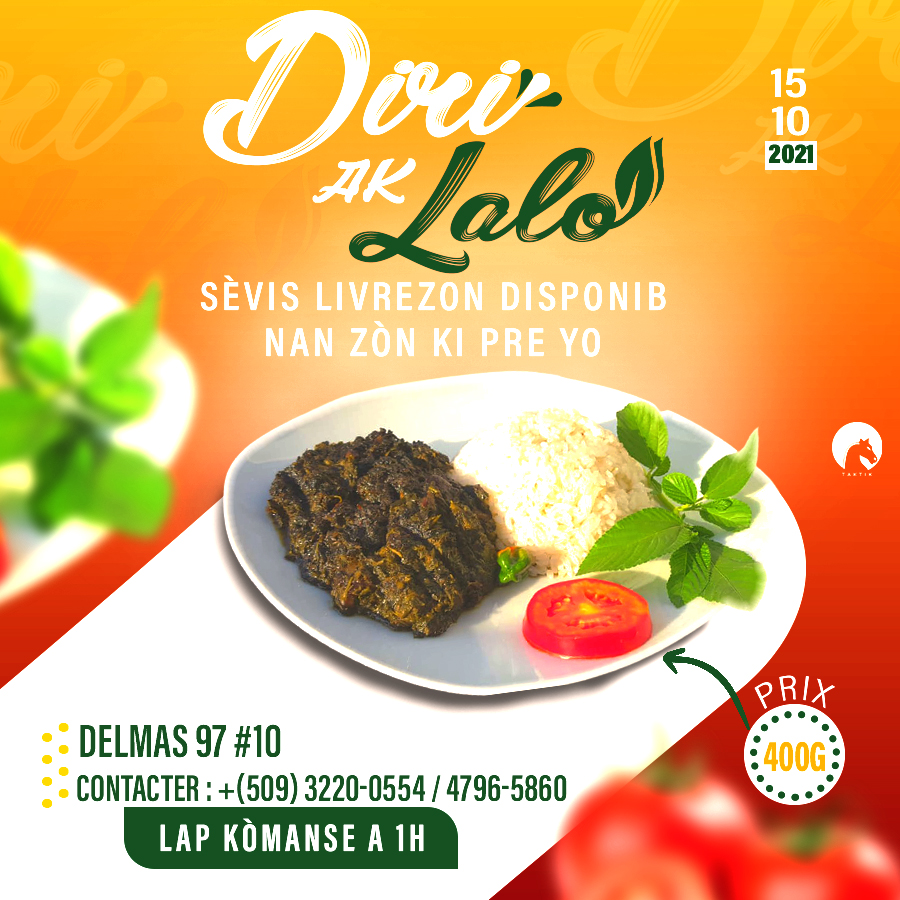 Diri
AK
Lalo
15
10
2021
SÈVIS LIVREZON DISPONIB
NAN ZÒN KI PRE YO
TAKTIK
PRIX
400G
DELMAS 97 #10
CONTACTER : +(509) 3220-0554 / 4796-5860
LAP KÒMANSE A 1H